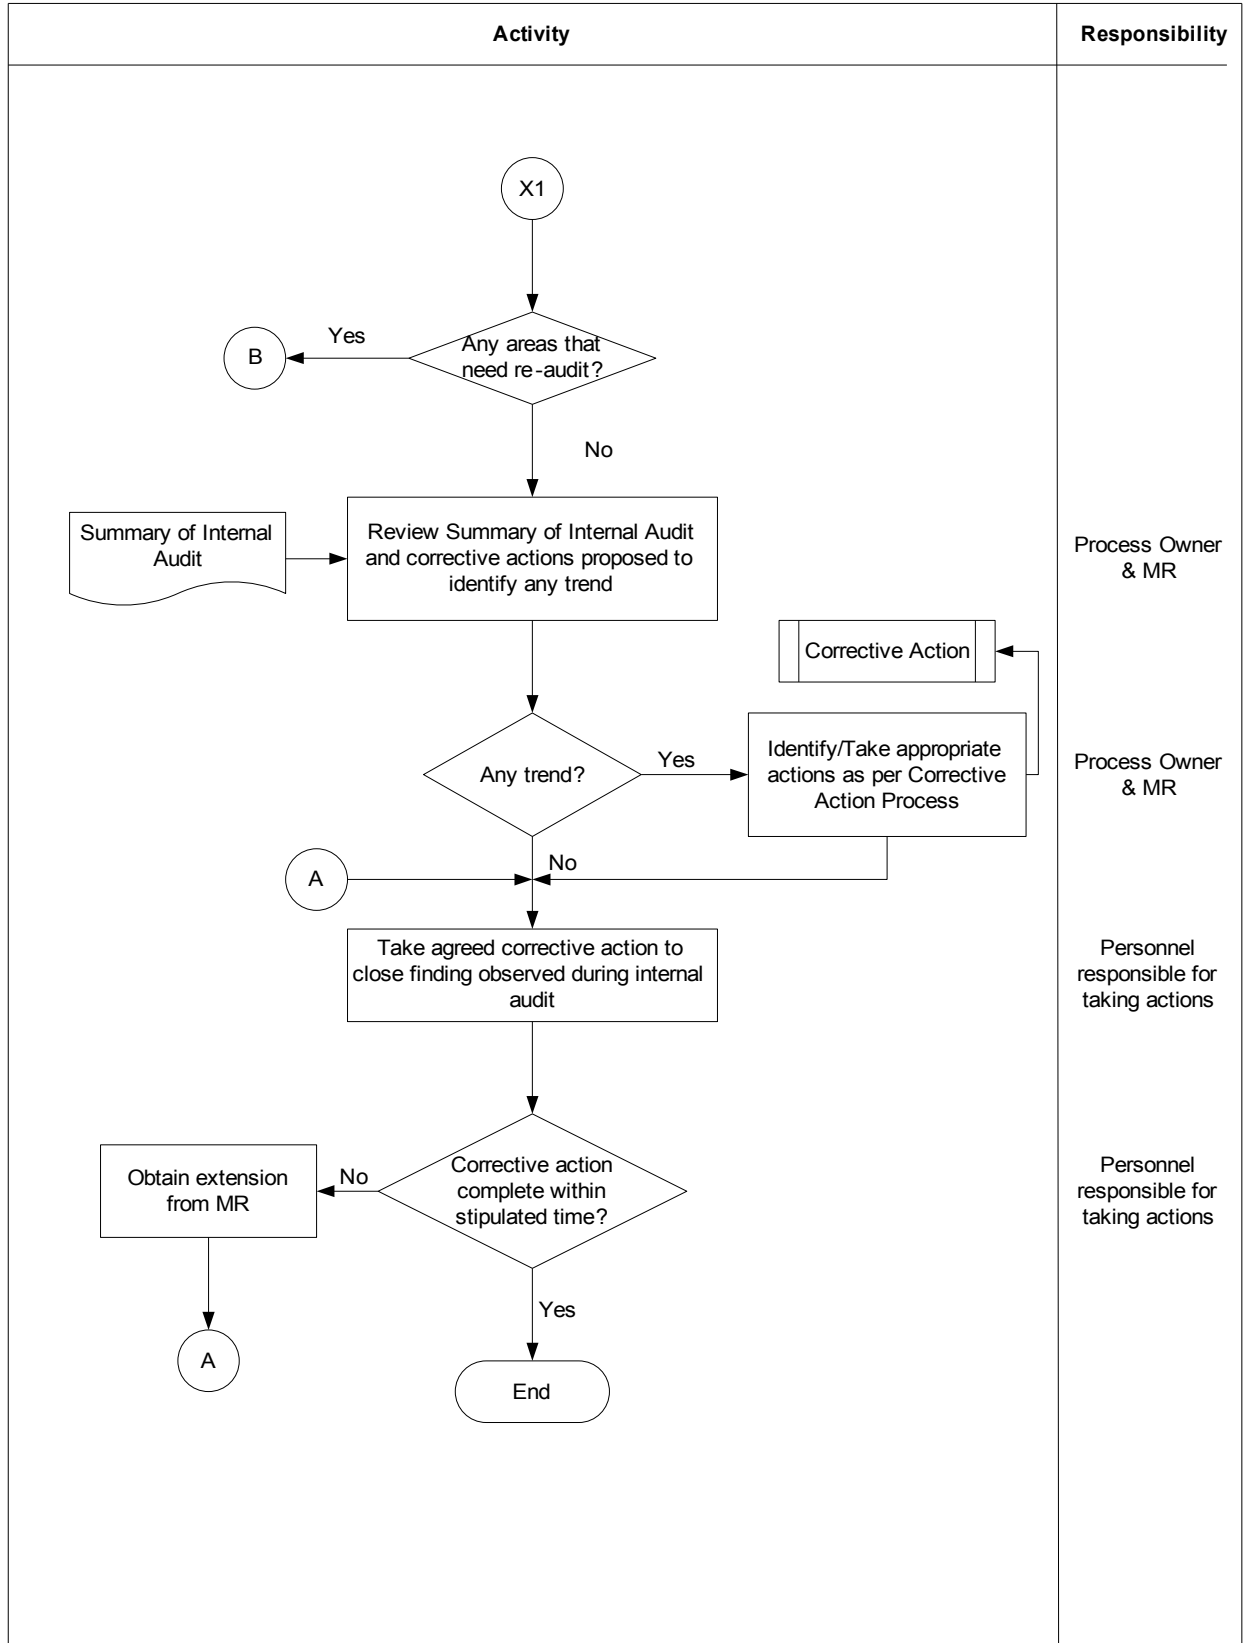 Activity
Responsibility
X1
B
Yes
Any areas that
need re-audit?
No
Summary of Internal
Audit
Review Summary of Internal Audit
and corrective actions proposed to
identify any trend
Process Owner
& MR
Corrective Action
Any trend?
Yes
Identify/Take appropriate
actions as per Corrective
Action Process
Process Owner
& MR
No
A
Take agreed corrective action to
close finding observed during internal
audit
Personnel
responsible for
taking actions
Obtain extension
from MR
No
Corrective action
complete within
stipulated time?
Personnel
responsible for
taking actions
Yes
A
End